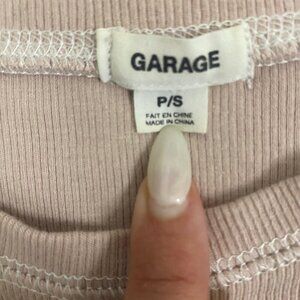 GARAGE
P/S
FAIT EN CHINE
MADE IN CHINA